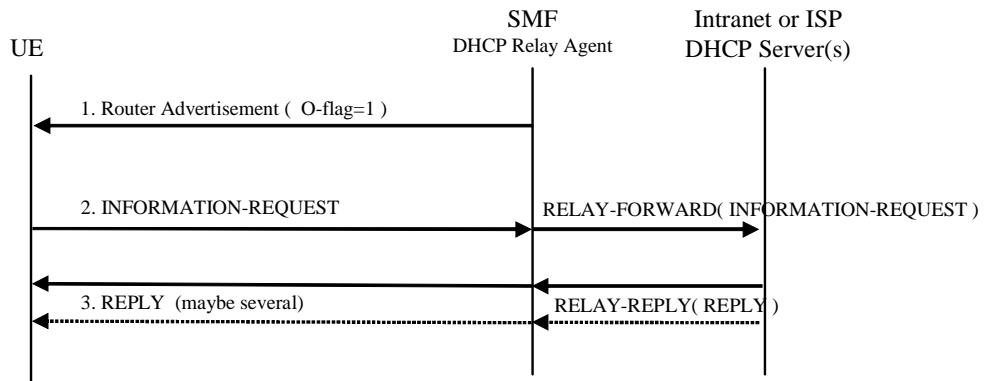 SMF
DHCP Relay Agent
Intranet or ISP
DHCP Server(s)
UE
1. Router Advertisement ( O-flag=1 )
2. INFORMATION-REQUEST
RELAY-FORWARD( INFORMATION-REQUEST )
3. REPLY (maybe several)
RELAY-REPLY( REPLY )